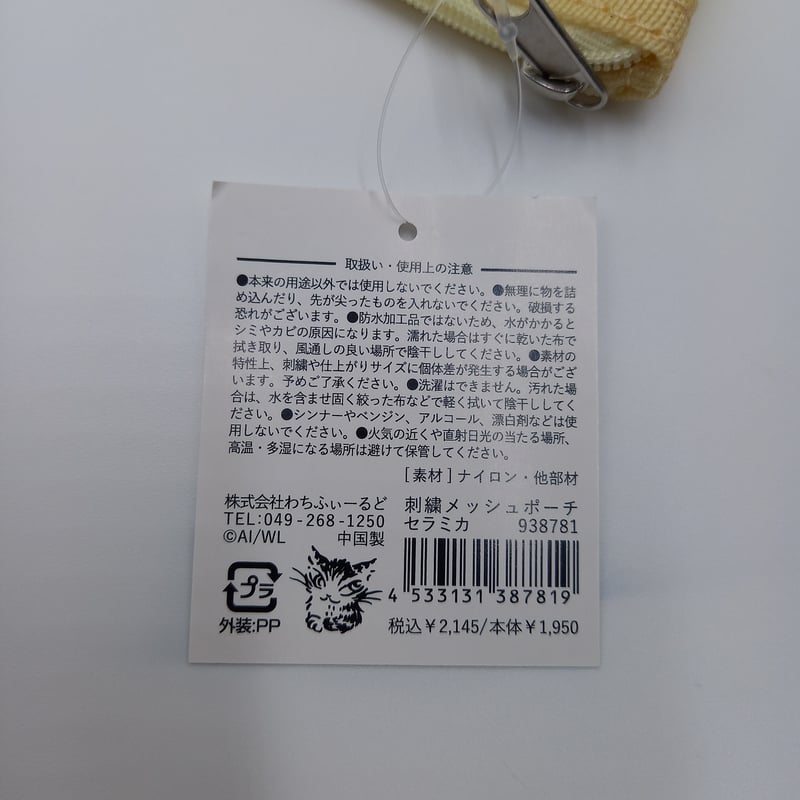 取扱い・使用上の注意
●本来の用途以外では使用しないでください。●無理に物を詰
め込んだり、先が尖ったものを入れないでください。破損する
恐れがございます。●防水加工品ではないため、水がかかると
シミやカビの原因になります。濡れた場合はすぐに乾いた布で
拭き取り、風通しの良い場所で陰干ししてください。●素材の
特性上、刺繍や仕上がりサイズに個体差が発生する場合がござ
います。予めご了承ください。●洗濯はできません。汚れた場
合は、水を含ませ固く絞った布などで軽く拭いて陰干ししてく
ださい。●シンナーやベンジン、アルコール、漂白剤などは使
用しないでください。●火気の近くや直射日光の当たる場所、
高温・多湿になる場所は避けて保管してください。
[素材]ナイロン・他部材
株式会社わちふぃーるど
TEL:049-268-1250
©AI/WL 中国製
プラ
外装:PP
刺繍メッシュポーチ
セラミカ 938781
4 533131 387819
税込￥2,145/本体￥1,950